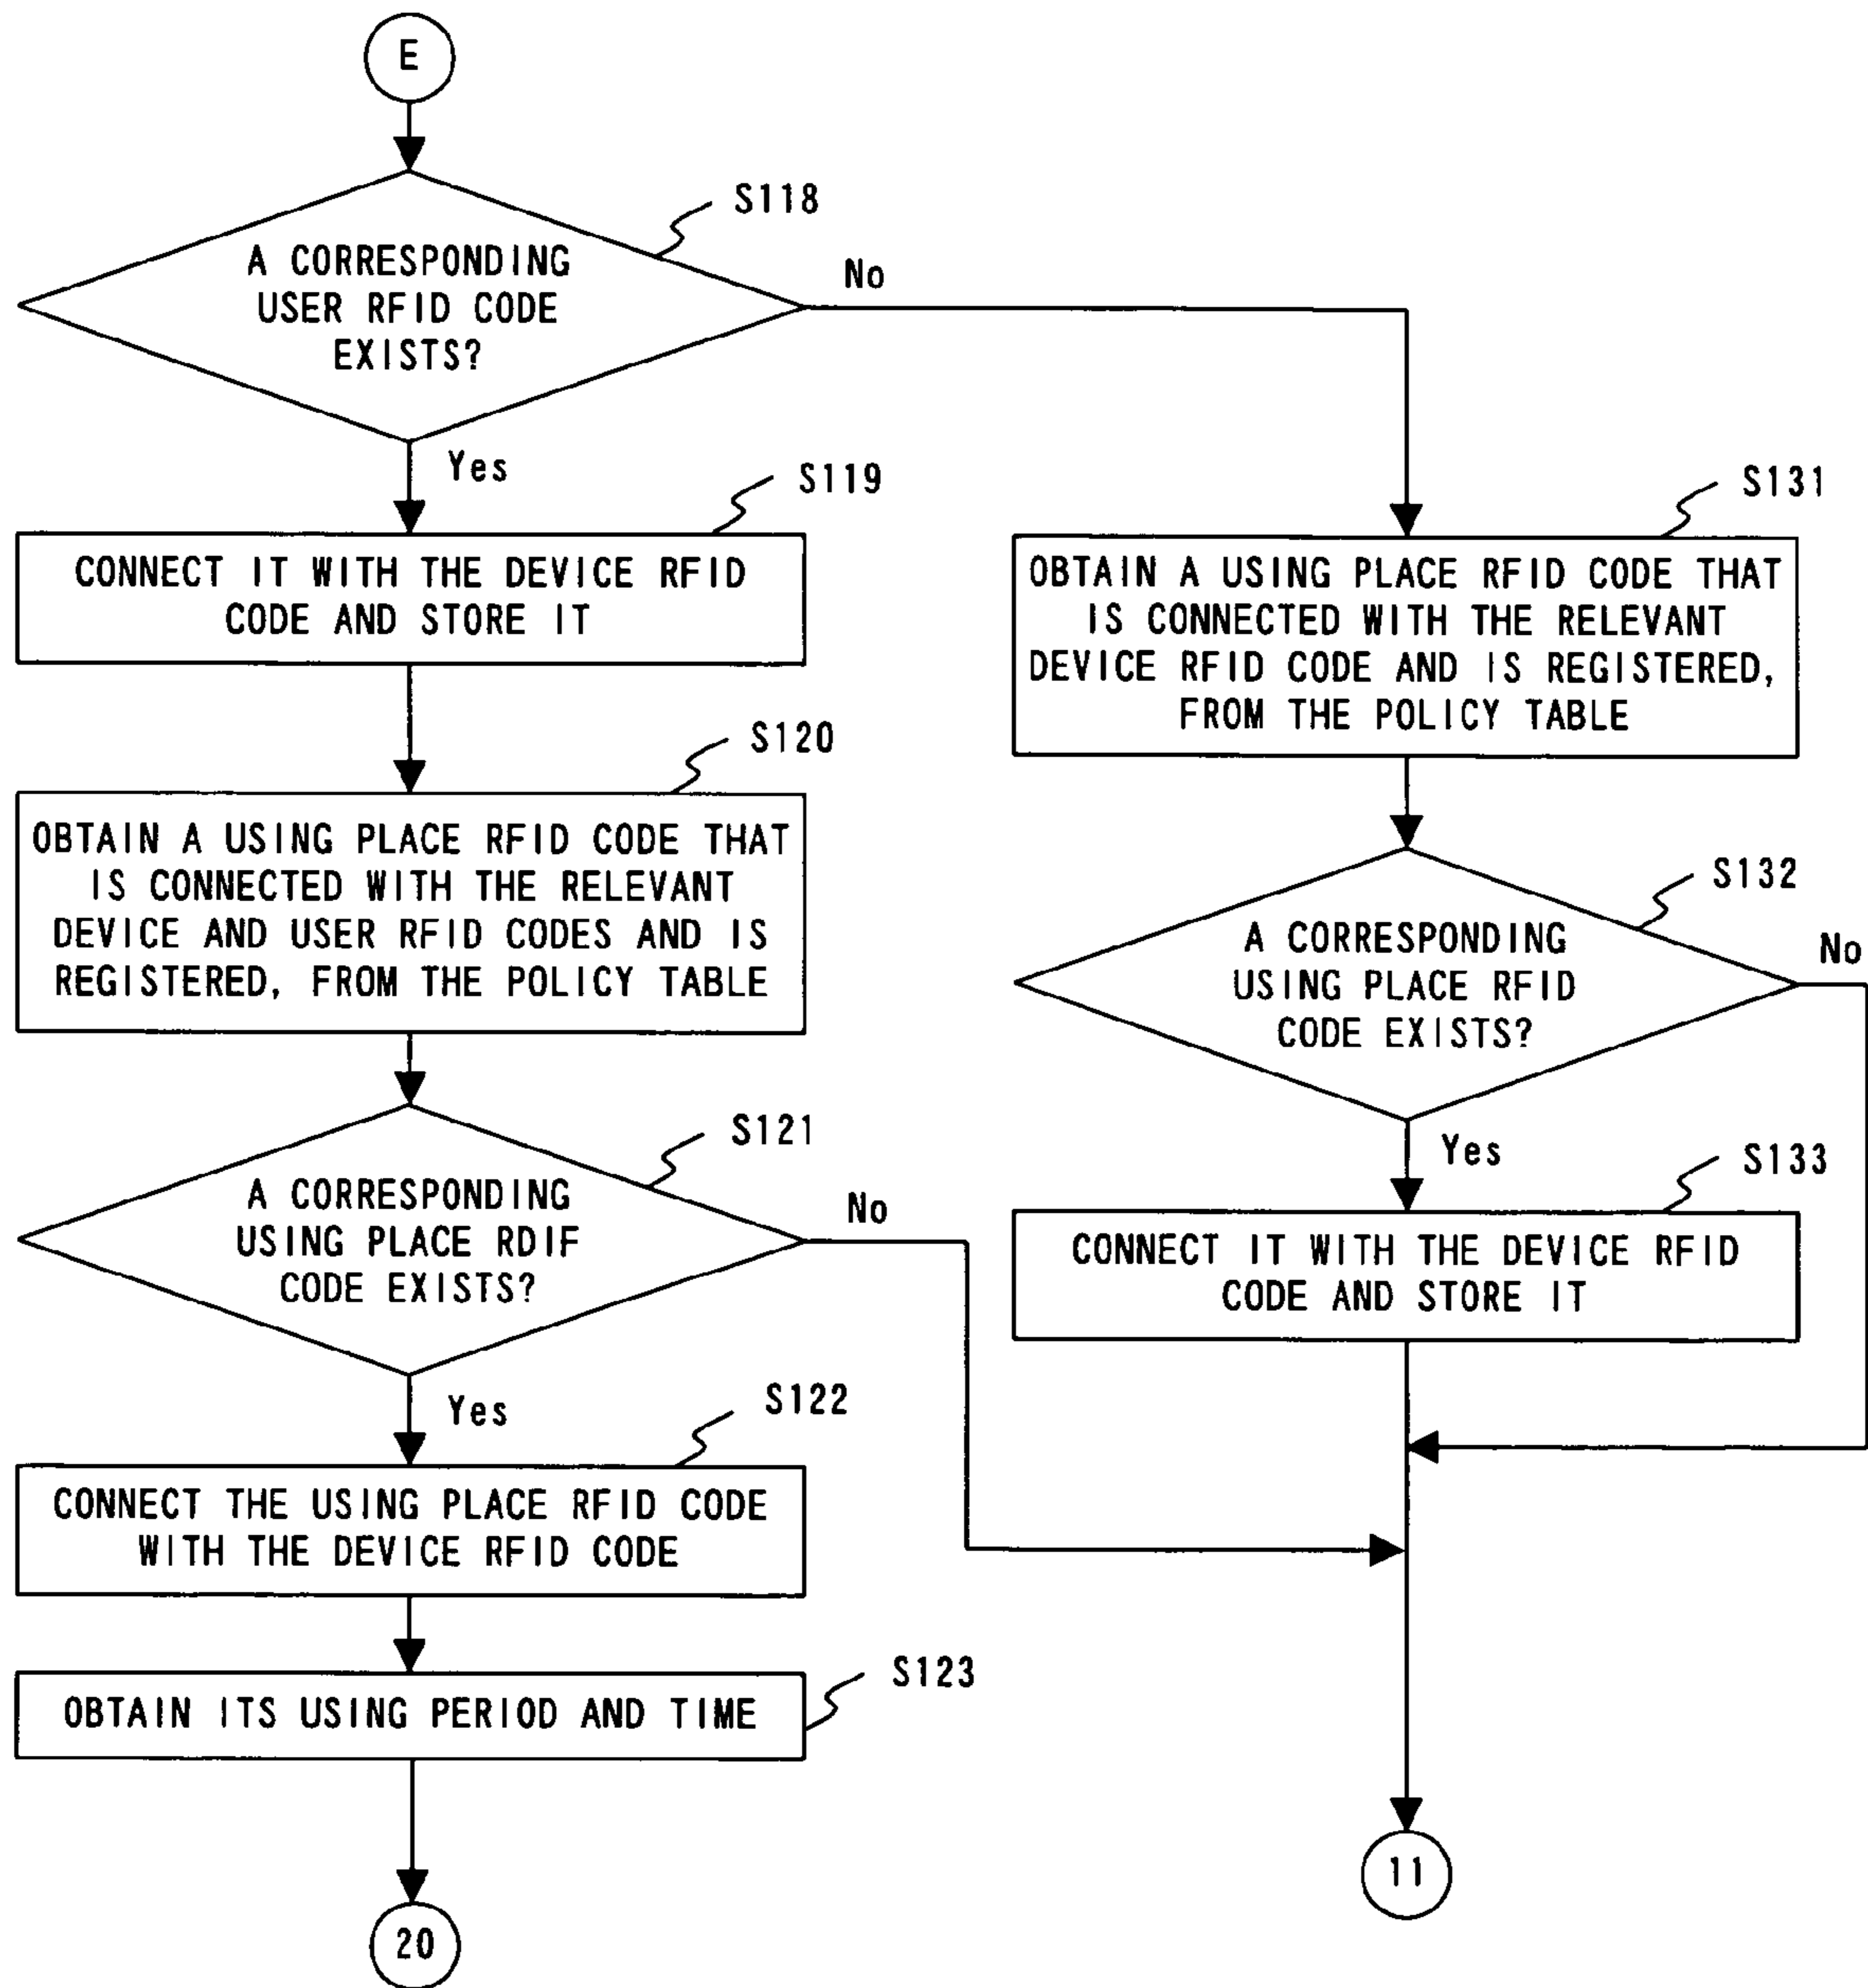 E
S118
A CORRESPONDING
USER RFID CODE
EXISTS?
No
Yes
S119
CONNECT IT WITH THE DEVICE RFID
CODE AND STORE IT
S120
OBTAIN A USING PLACE RFID CODE THAT
IS CONNECTED WITH THE RELEVANT
DEVICE AND USER RFID CODES AND IS
REGISTERED, FROM THE POLICY TABLE
S121
A CORRESPONDING
USING PLACE RDIF
CODE EXISTS?
No
Yes
S122
CONNECT THE USING PLACE RFID CODE
WITH THE DEVICE RFID CODE
S123
OBTAIN ITS USING PERIOD AND TIME
20
S131
OBTAIN A USING PLACE RFID CODE THAT
IS CONNECTED WITH THE RELEVANT
DEVICE RFID CODE AND IS REGISTERED,
FROM THE POLICY TABLE
S132
A CORRESPONDING
USING PLACE RFID
CODE EXISTS?
No
Yes
S133
CONNECT IT WITH THE DEVICE RFID
CODE AND STORE IT
11